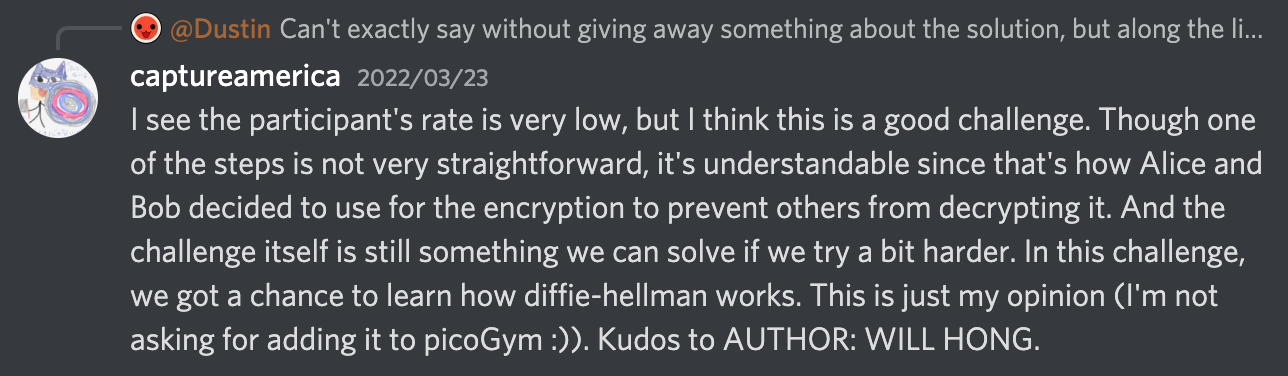 @Dustin Can't exactly say without giving away something about the solution, but along the li...
captureamerica 2022/03/23
I see the participant's rate is very low, but I think this is a good challenge. Though one
of the steps is not very straightforward, it's understandable since that's how Alice and
Bob decided to use for the encryption to prevent others from decrypting it. And the
challenge itself is still something we can solve if we try a bit harder. In this challenge,
we got a chance to learn how diffie-hellman works. This is just my opinion (I'm not
asking for adding it to picoGym :)). Kudos to AUTHOR: WILL HONG.